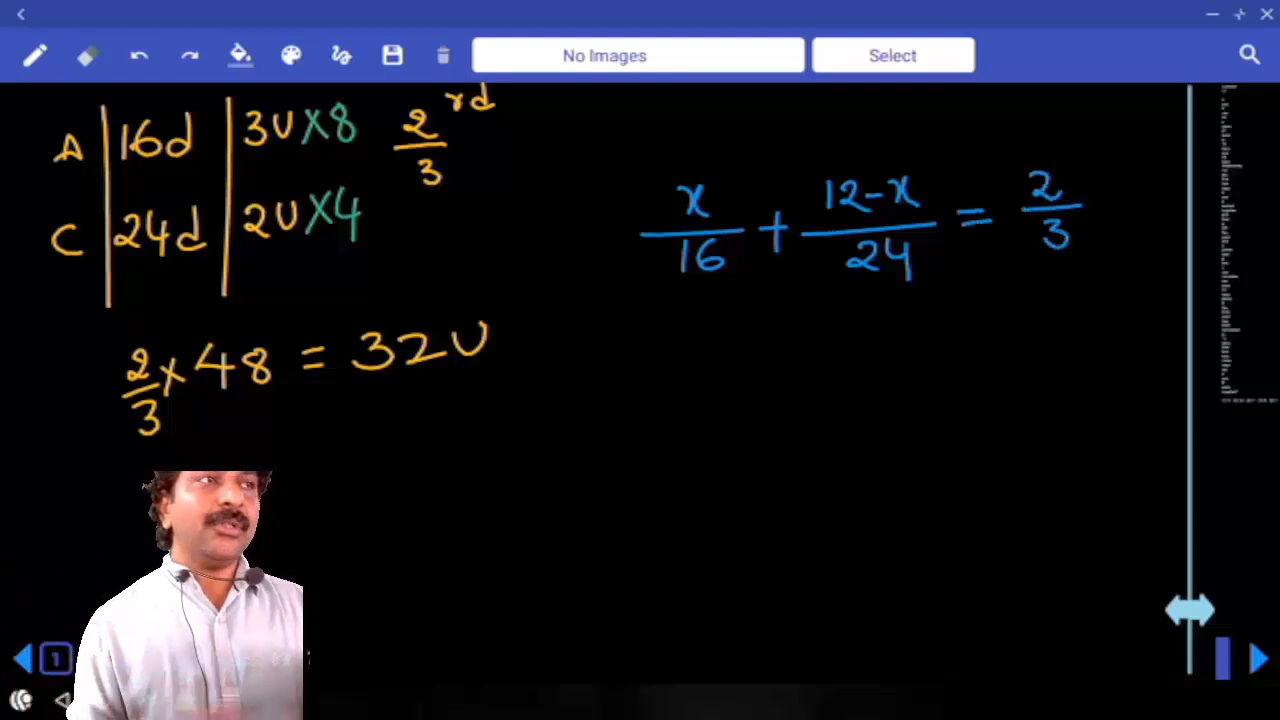 No Images Select
A 16d 3U X8 2/3 rd
C 24d 2U X4
2/3 x 48 = 32U
x/16 + 12-x/24 = 2/3
1